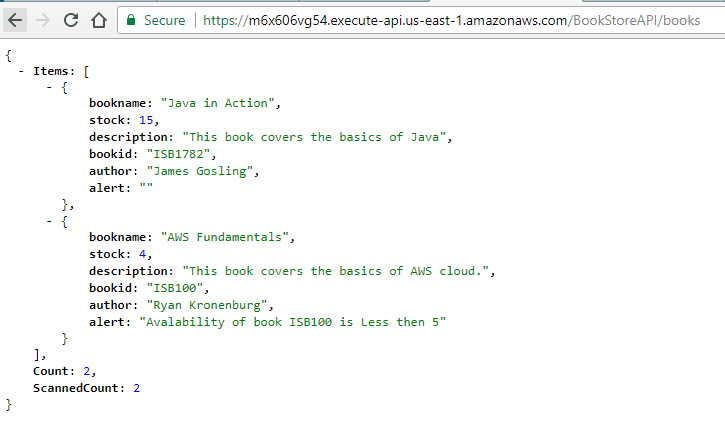 Secure https://m6x606vg54.execute-api.us-east-1.amazonaws.com/BookStoreAPI/books
{
- Items: [
- {
bookname: "Java in Action",
stock: 15,
description: "This book covers the basics of Java",
bookid: "ISB1782",
author: "James Gosling",
alert: ""
},
- {
bookname: "AWS Fundamentals",
stock: 4,
description: "This book covers the basics of AWS cloud.",
bookid: "ISB100",
author: "Ryan Kronenburg",
alert: "Avalability of book ISB100 is Less then 5"
}
],
Count: 2,
ScannedCount: 2
}